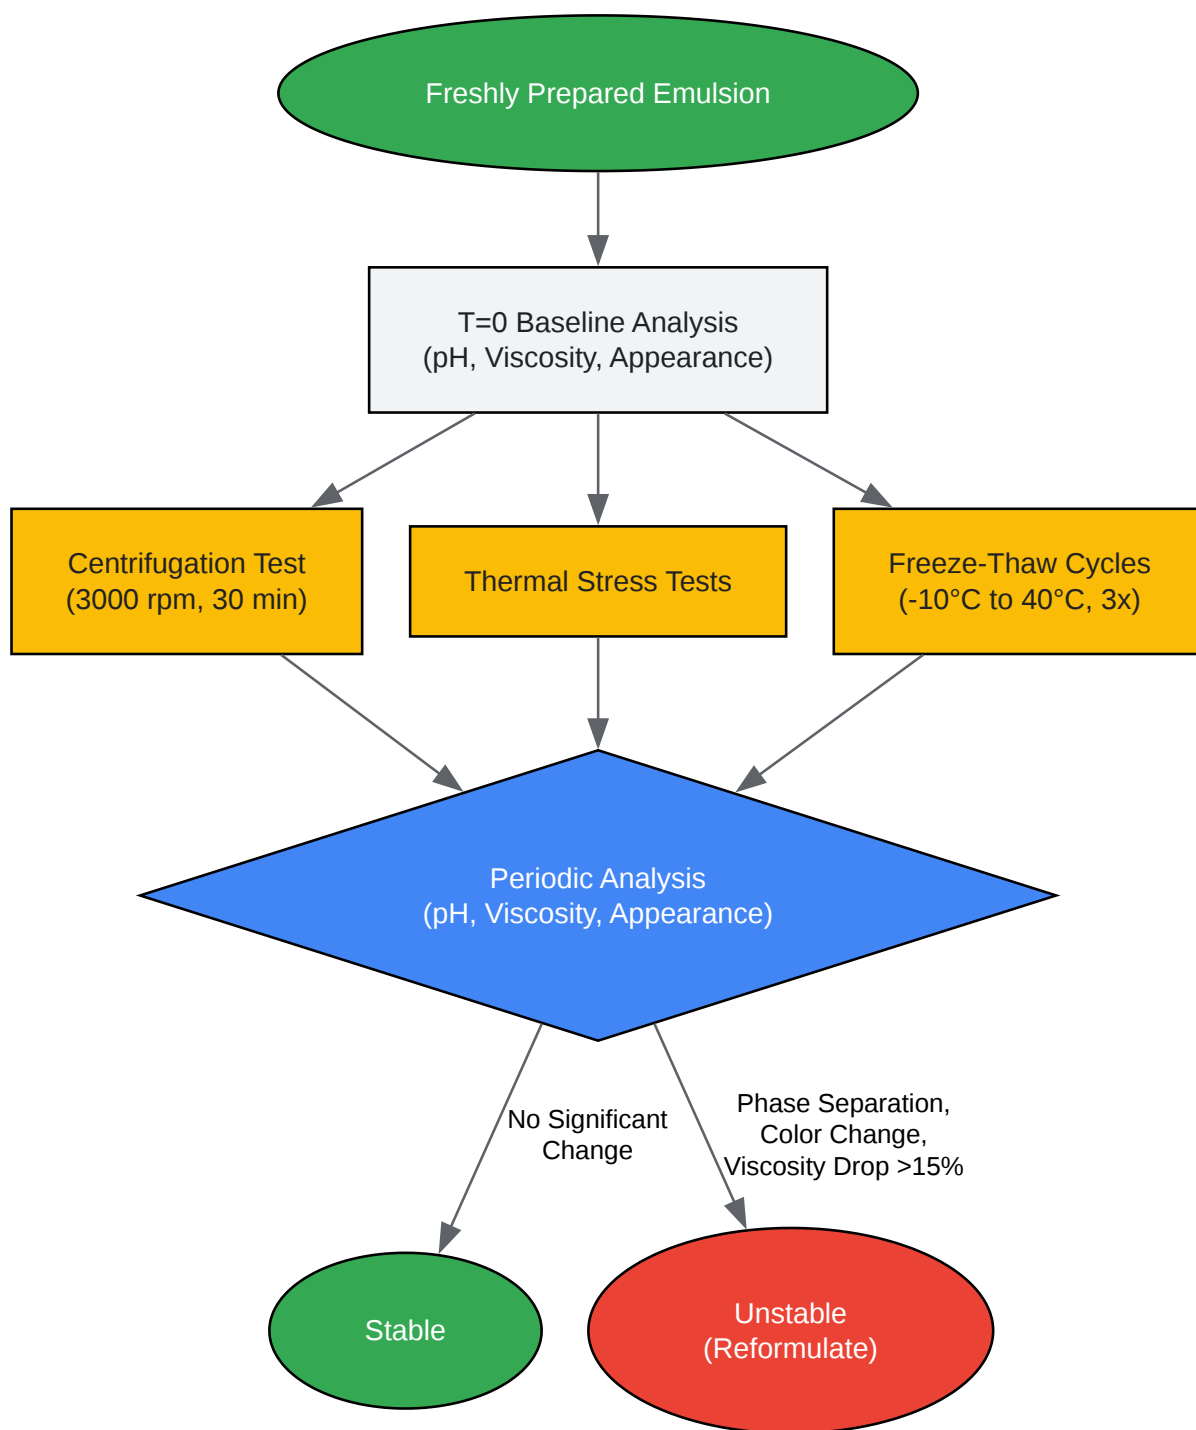 Freshly Prepared Emulsion
T=0 Baseline Analysis
(pH, Viscosity, Appearance)
Centrifugation Test
(3000 rpm, 30 min)
Thermal Stress Tests
Freeze-Thaw Cycles
(-10°C to 40°C, 3x)
Periodic Analysis
(pH, Viscosity, Appearance)
No Significant
Change
Phase Separation,
Color Change,
Viscosity Drop >15%
Stable
Unstable
(Reformulate)